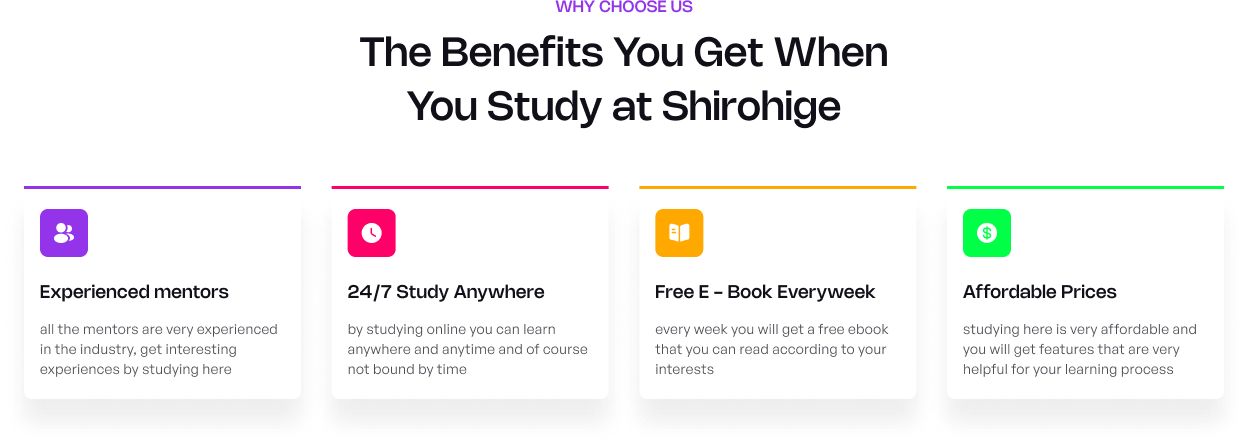 WHY CHOOSE US
The Benefits You Get When
You Study at Shirohige
Experienced mentors
all the mentors are very experienced
in the industry, get interesting
experiences by studying here
24/7 Study Anywhere
by studying online you can learn
anywhere and anytime and of course
not bound by time
Free E - Book Everyweek
every week you will get a free ebook
that you can read according to your
interests
Affordable Prices
studying here is very affordable and
you will get features that are very
helpful for your learning process